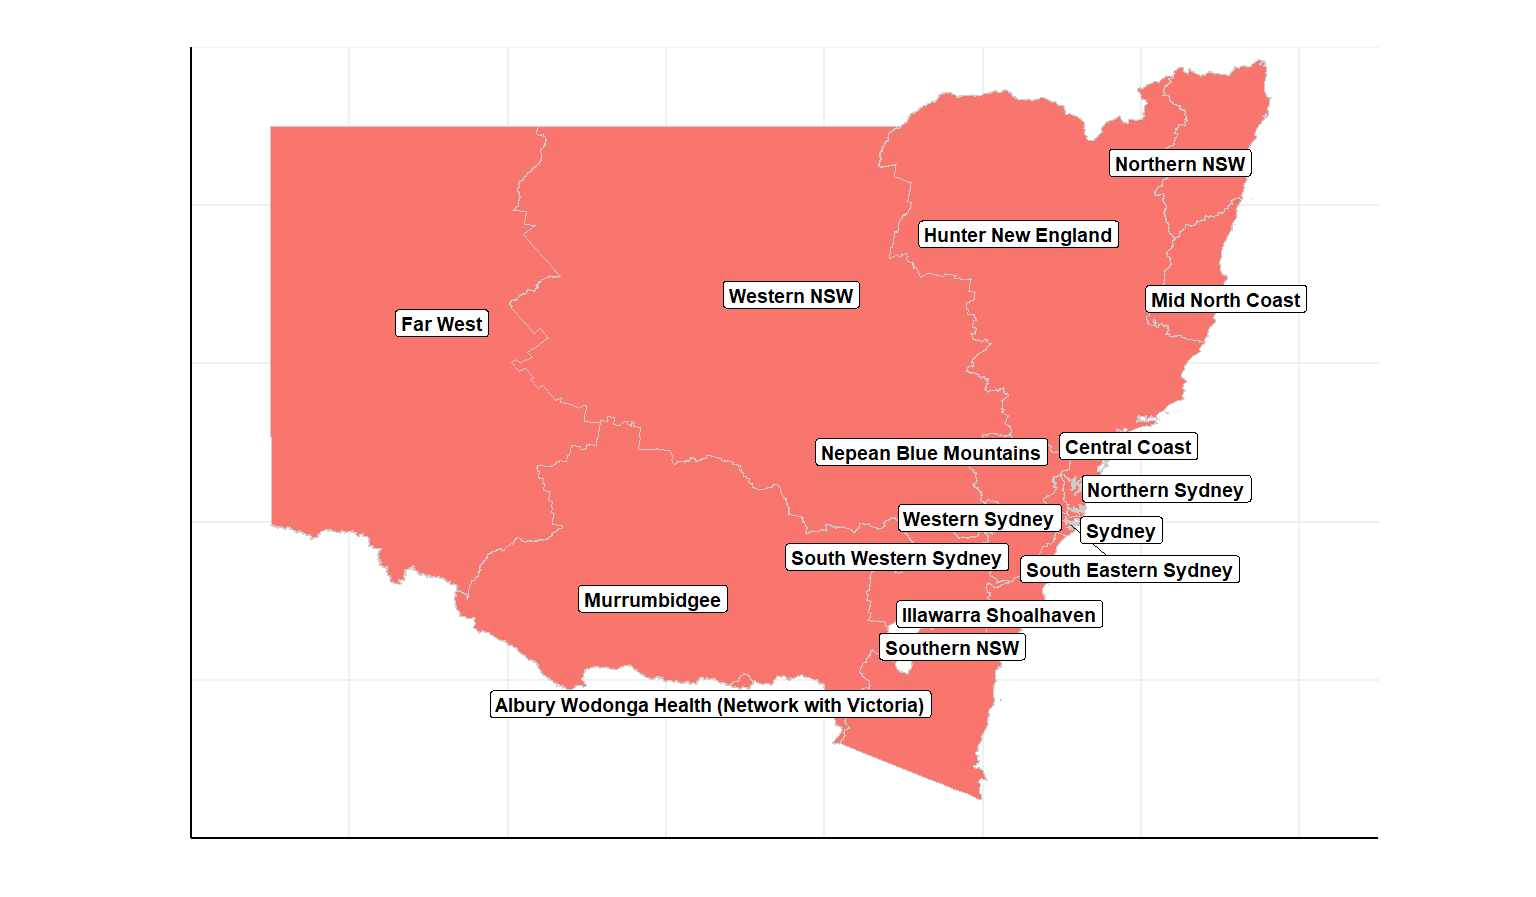 Northern NSW
Hunter New England
Western NSW
Mid North Coast
Far West
Central Coast
Nepean Blue Mountains
Northern Sydney
Western Sydney
Sydney
South Western Sydney
South Eastern Sydney
Murrumbidgee
Illawarra Shoalhaven
Southern NSW
Albury Wodonga Health (Network with Victoria)